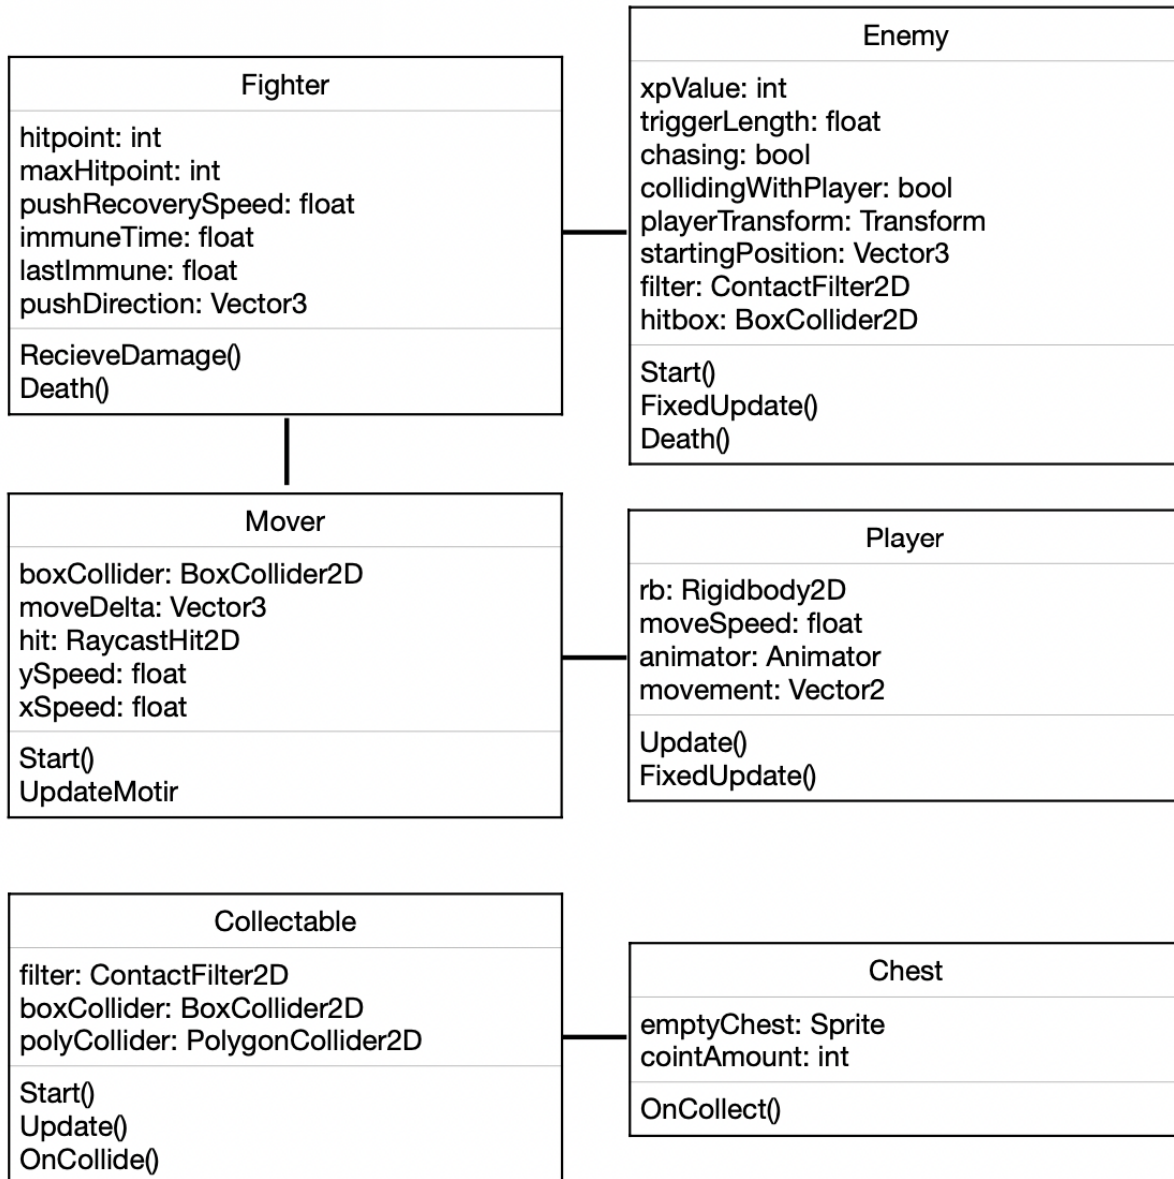 Fighter
hitpoint: int
maxHitpoint: int
pushRecoverySpeed: float
immuneTime: float
lastImmune: float
pushDirection: Vector3
RecieveDamage()
Death()
Enemy
xpValue: int
triggerLength: float
chasing: bool
collidingWithPlayer: bool
playerTransform: Transform
startingPosition: Vector3
filter: ContactFilter2D
hitbox: BoxCollider2D
Start()
FixedUpdate()
Death()
Mover
boxCollider: BoxCollider2D
moveDelta: Vector3
hit: RaycastHit2D
ySpeed: float
xSpeed: float
Start()
UpdateMotir
Player
rb: Rigidbody2D
moveSpeed: float
animator: Animator
movement: Vector2
Update()
FixedUpdate()
Collectable
filter: ContactFilter2D
boxCollider: BoxCollider2D
polyCollider: PolygonCollider2D
Start()
Update()
OnCollide()
Chest
emptyChest: Sprite
cointAmount: int
OnCollect()